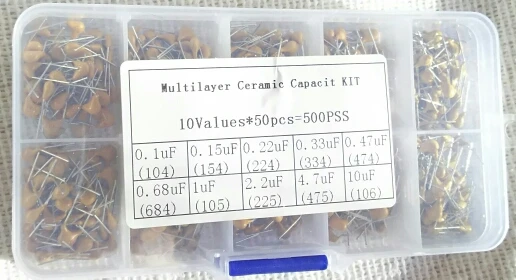 Multilayer Ceramic Capacit KIT
10Values*50pcs=500PSS
0.1uF 0.15uF 0.22uF 0.33uF 0.47uF
(104) (154) (224) (334) (474)
0.68uF 1uF 2.2uF 4.7uF 10uF
(684) (105) (225) (475) (106)